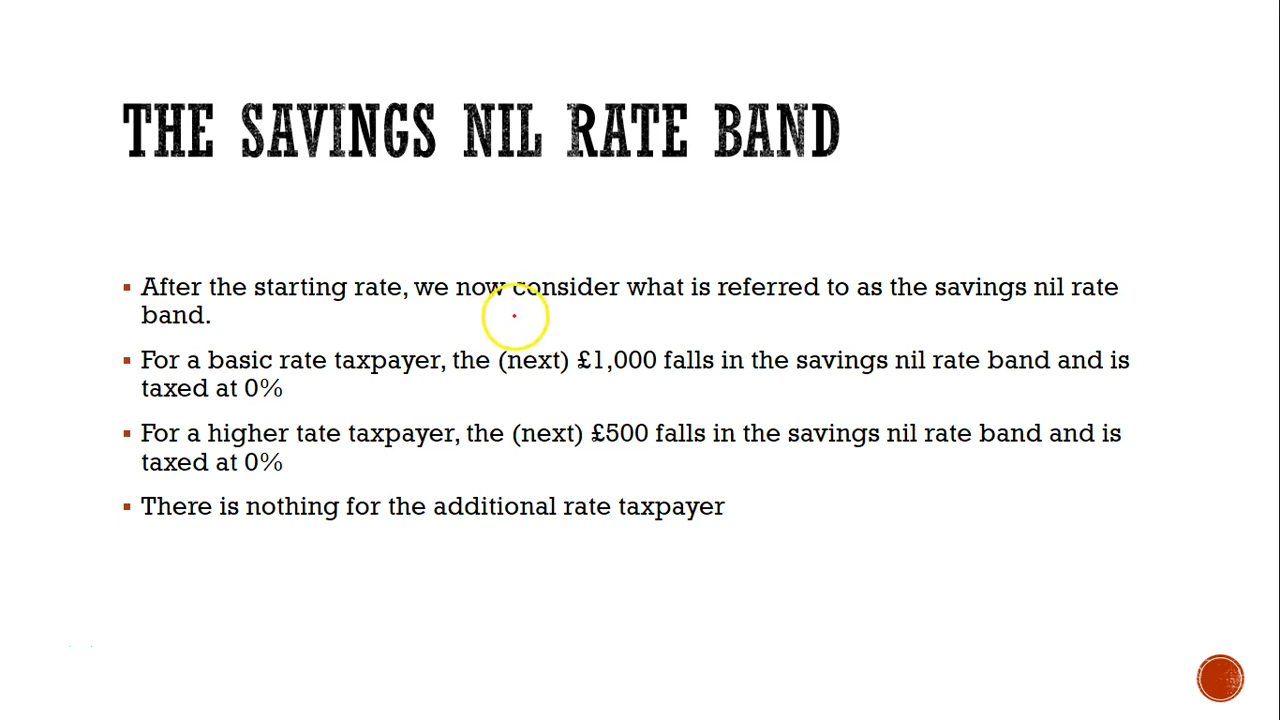 THE SAVINGS NIL RATE BAND
After the starting rate, we now consider what is referred to as the savings nil rate
band.
For a basic rate taxpayer, the (next) £1,000 falls in the savings nil rate band and is
taxed at 0%
For a higher tate taxpayer, the (next) £500 falls in the savings nil rate band and is
taxed at 0%
There is nothing for the additional rate taxpayer